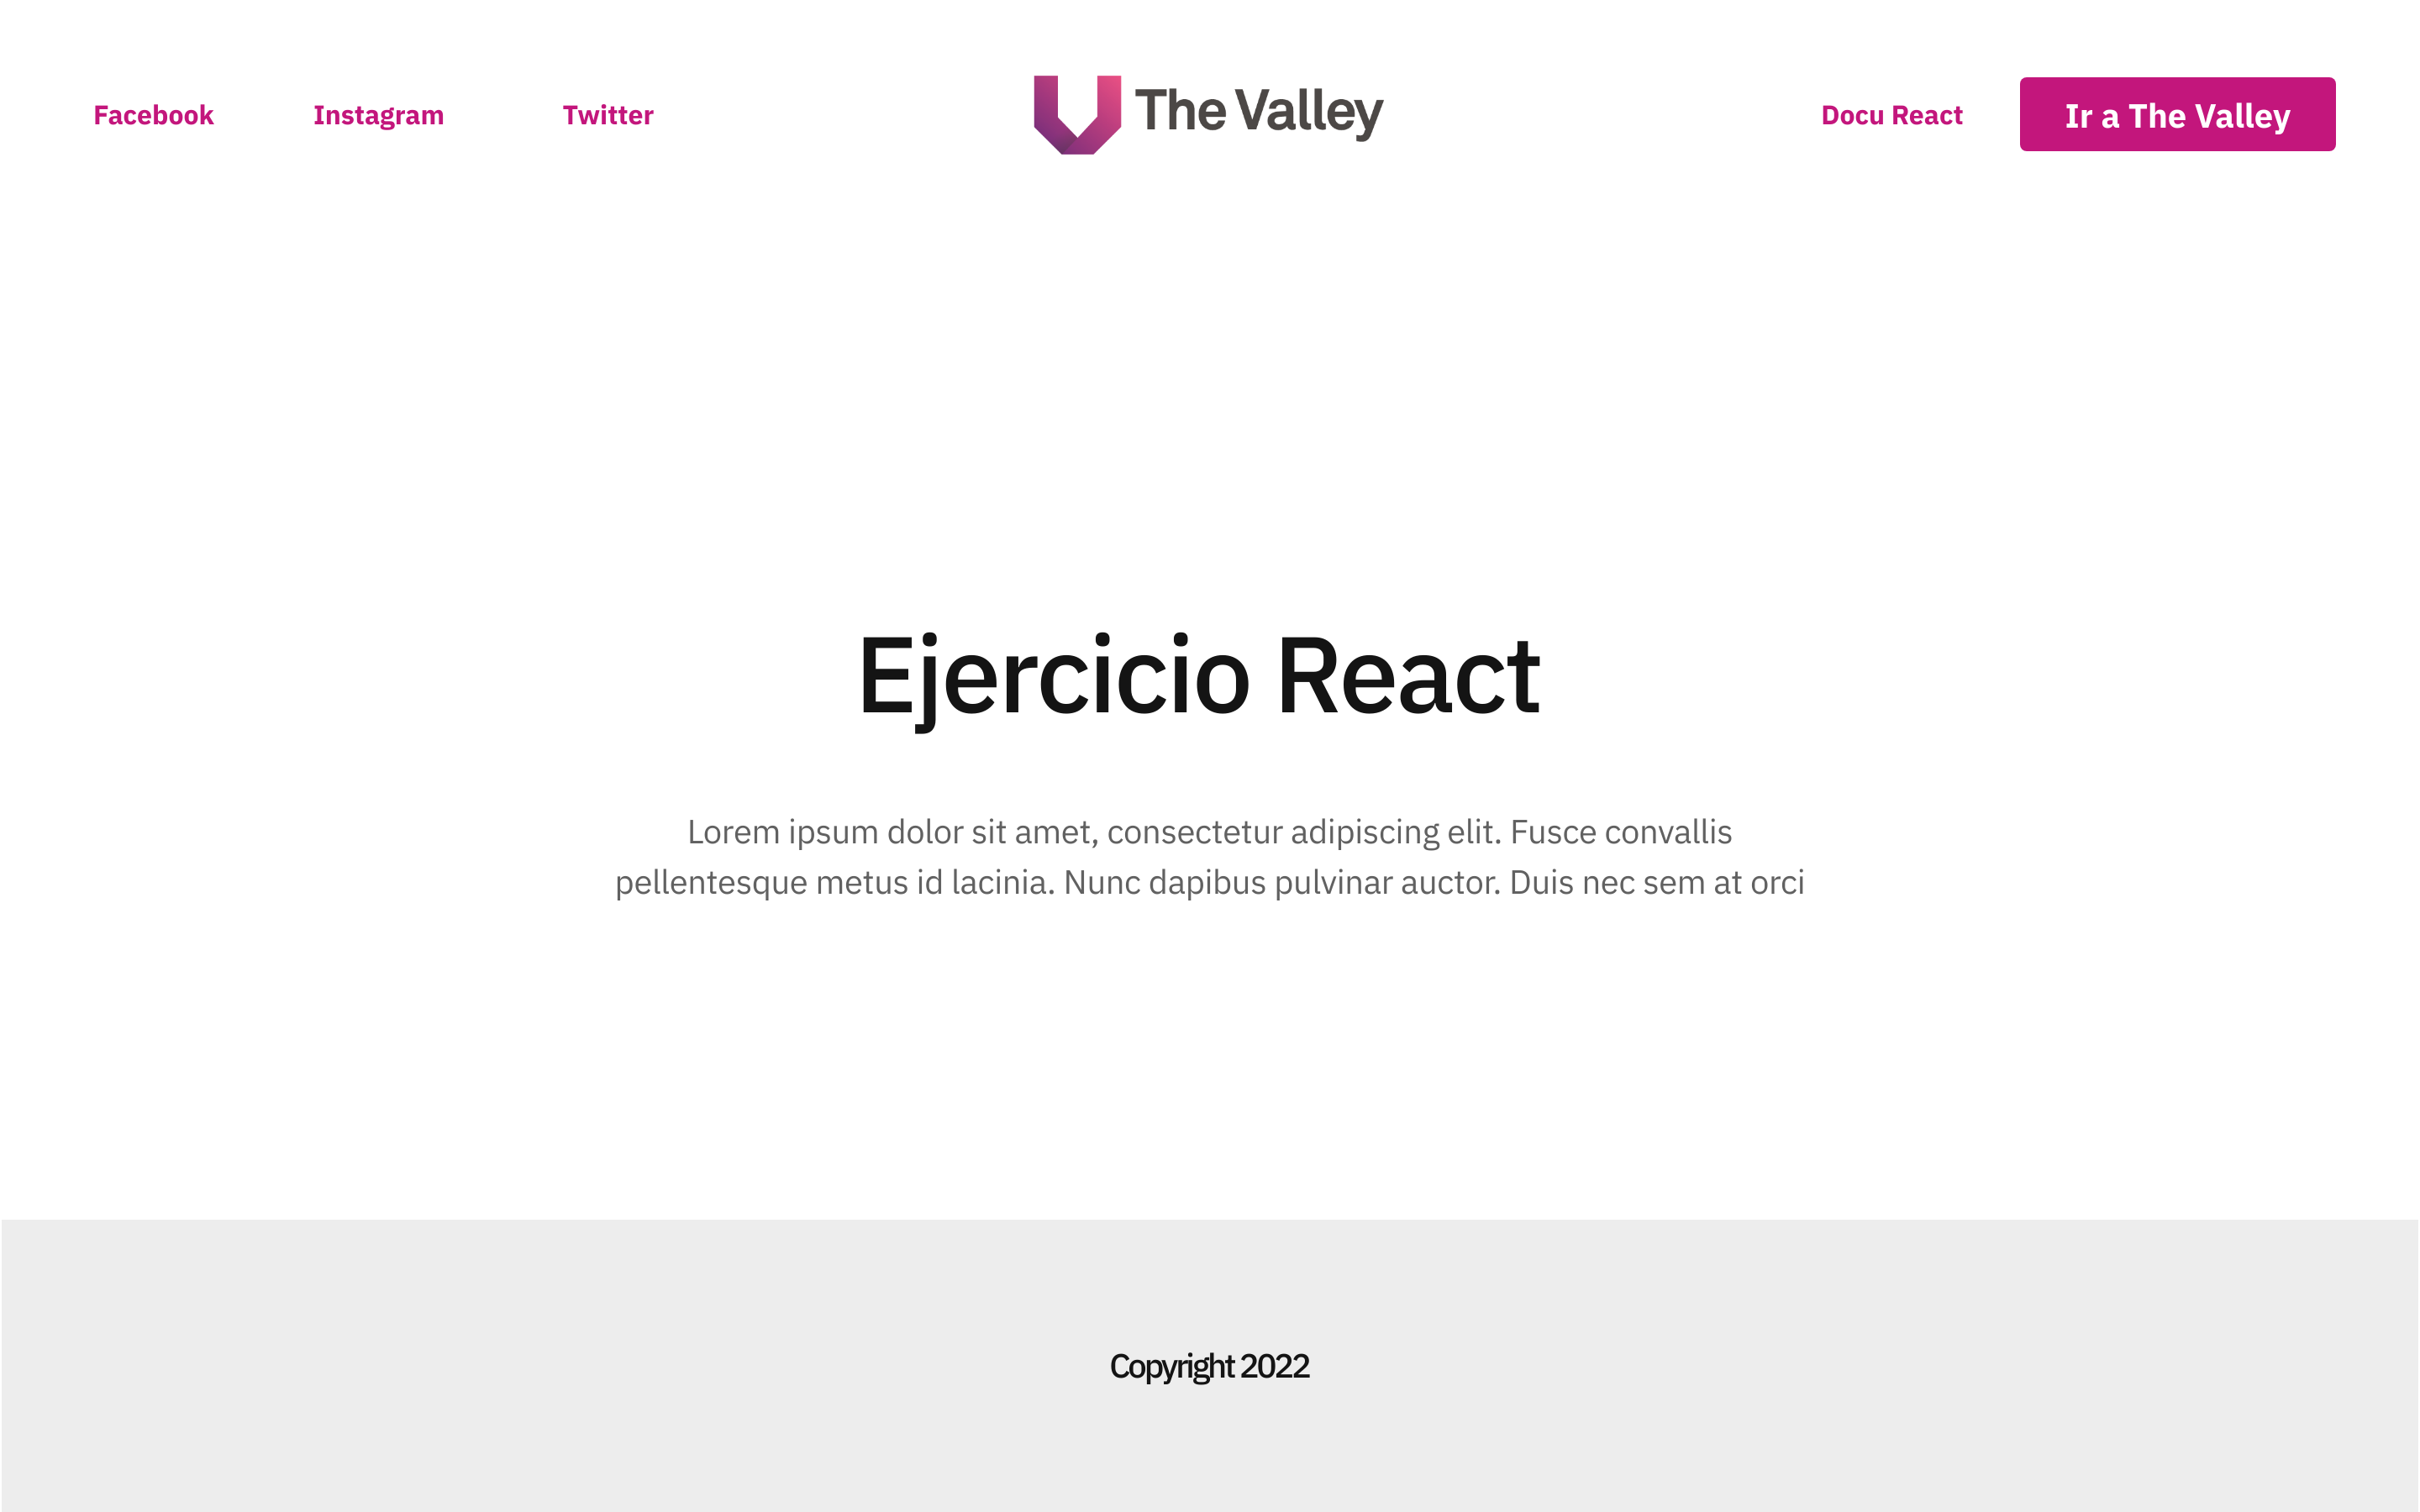 Facebook
Instagram
Twitter
The Valley
Docu React
Ir a The Valley
Ejercicio React
Lorem ipsum dolor sit amet, consectetur adipiscing elit. Fusce convallis
pellentesque metus id lacinia. Nunc dapibus pulvinar auctor. Duis nec sem at orci
Copyright 2022